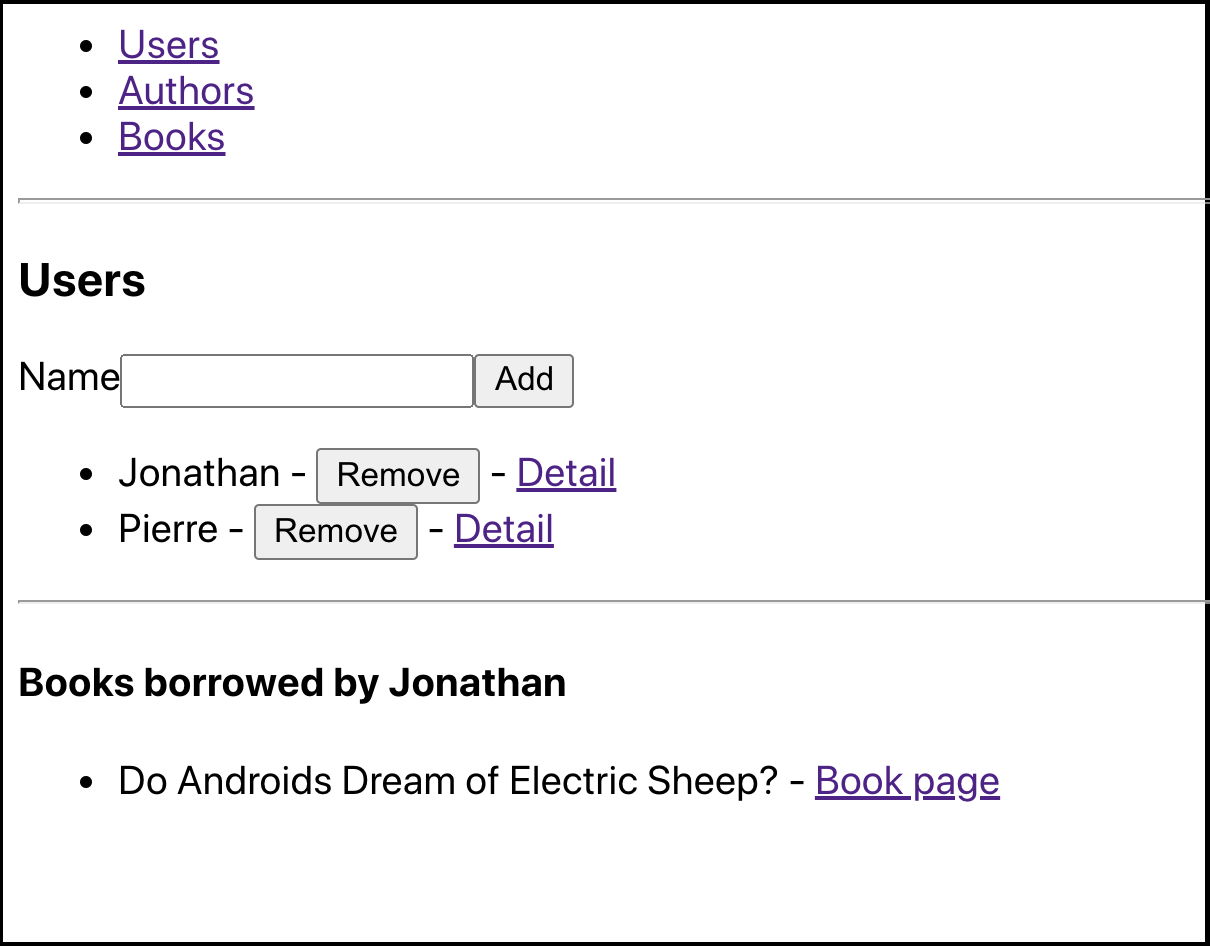 Users
Authors
Books
Users
Name Add
Jonathan - Remove - Detail
Pierre - Remove - Detail
Books borrowed by Jonathan
Do Androids Dream of Electric Sheep? - Book page